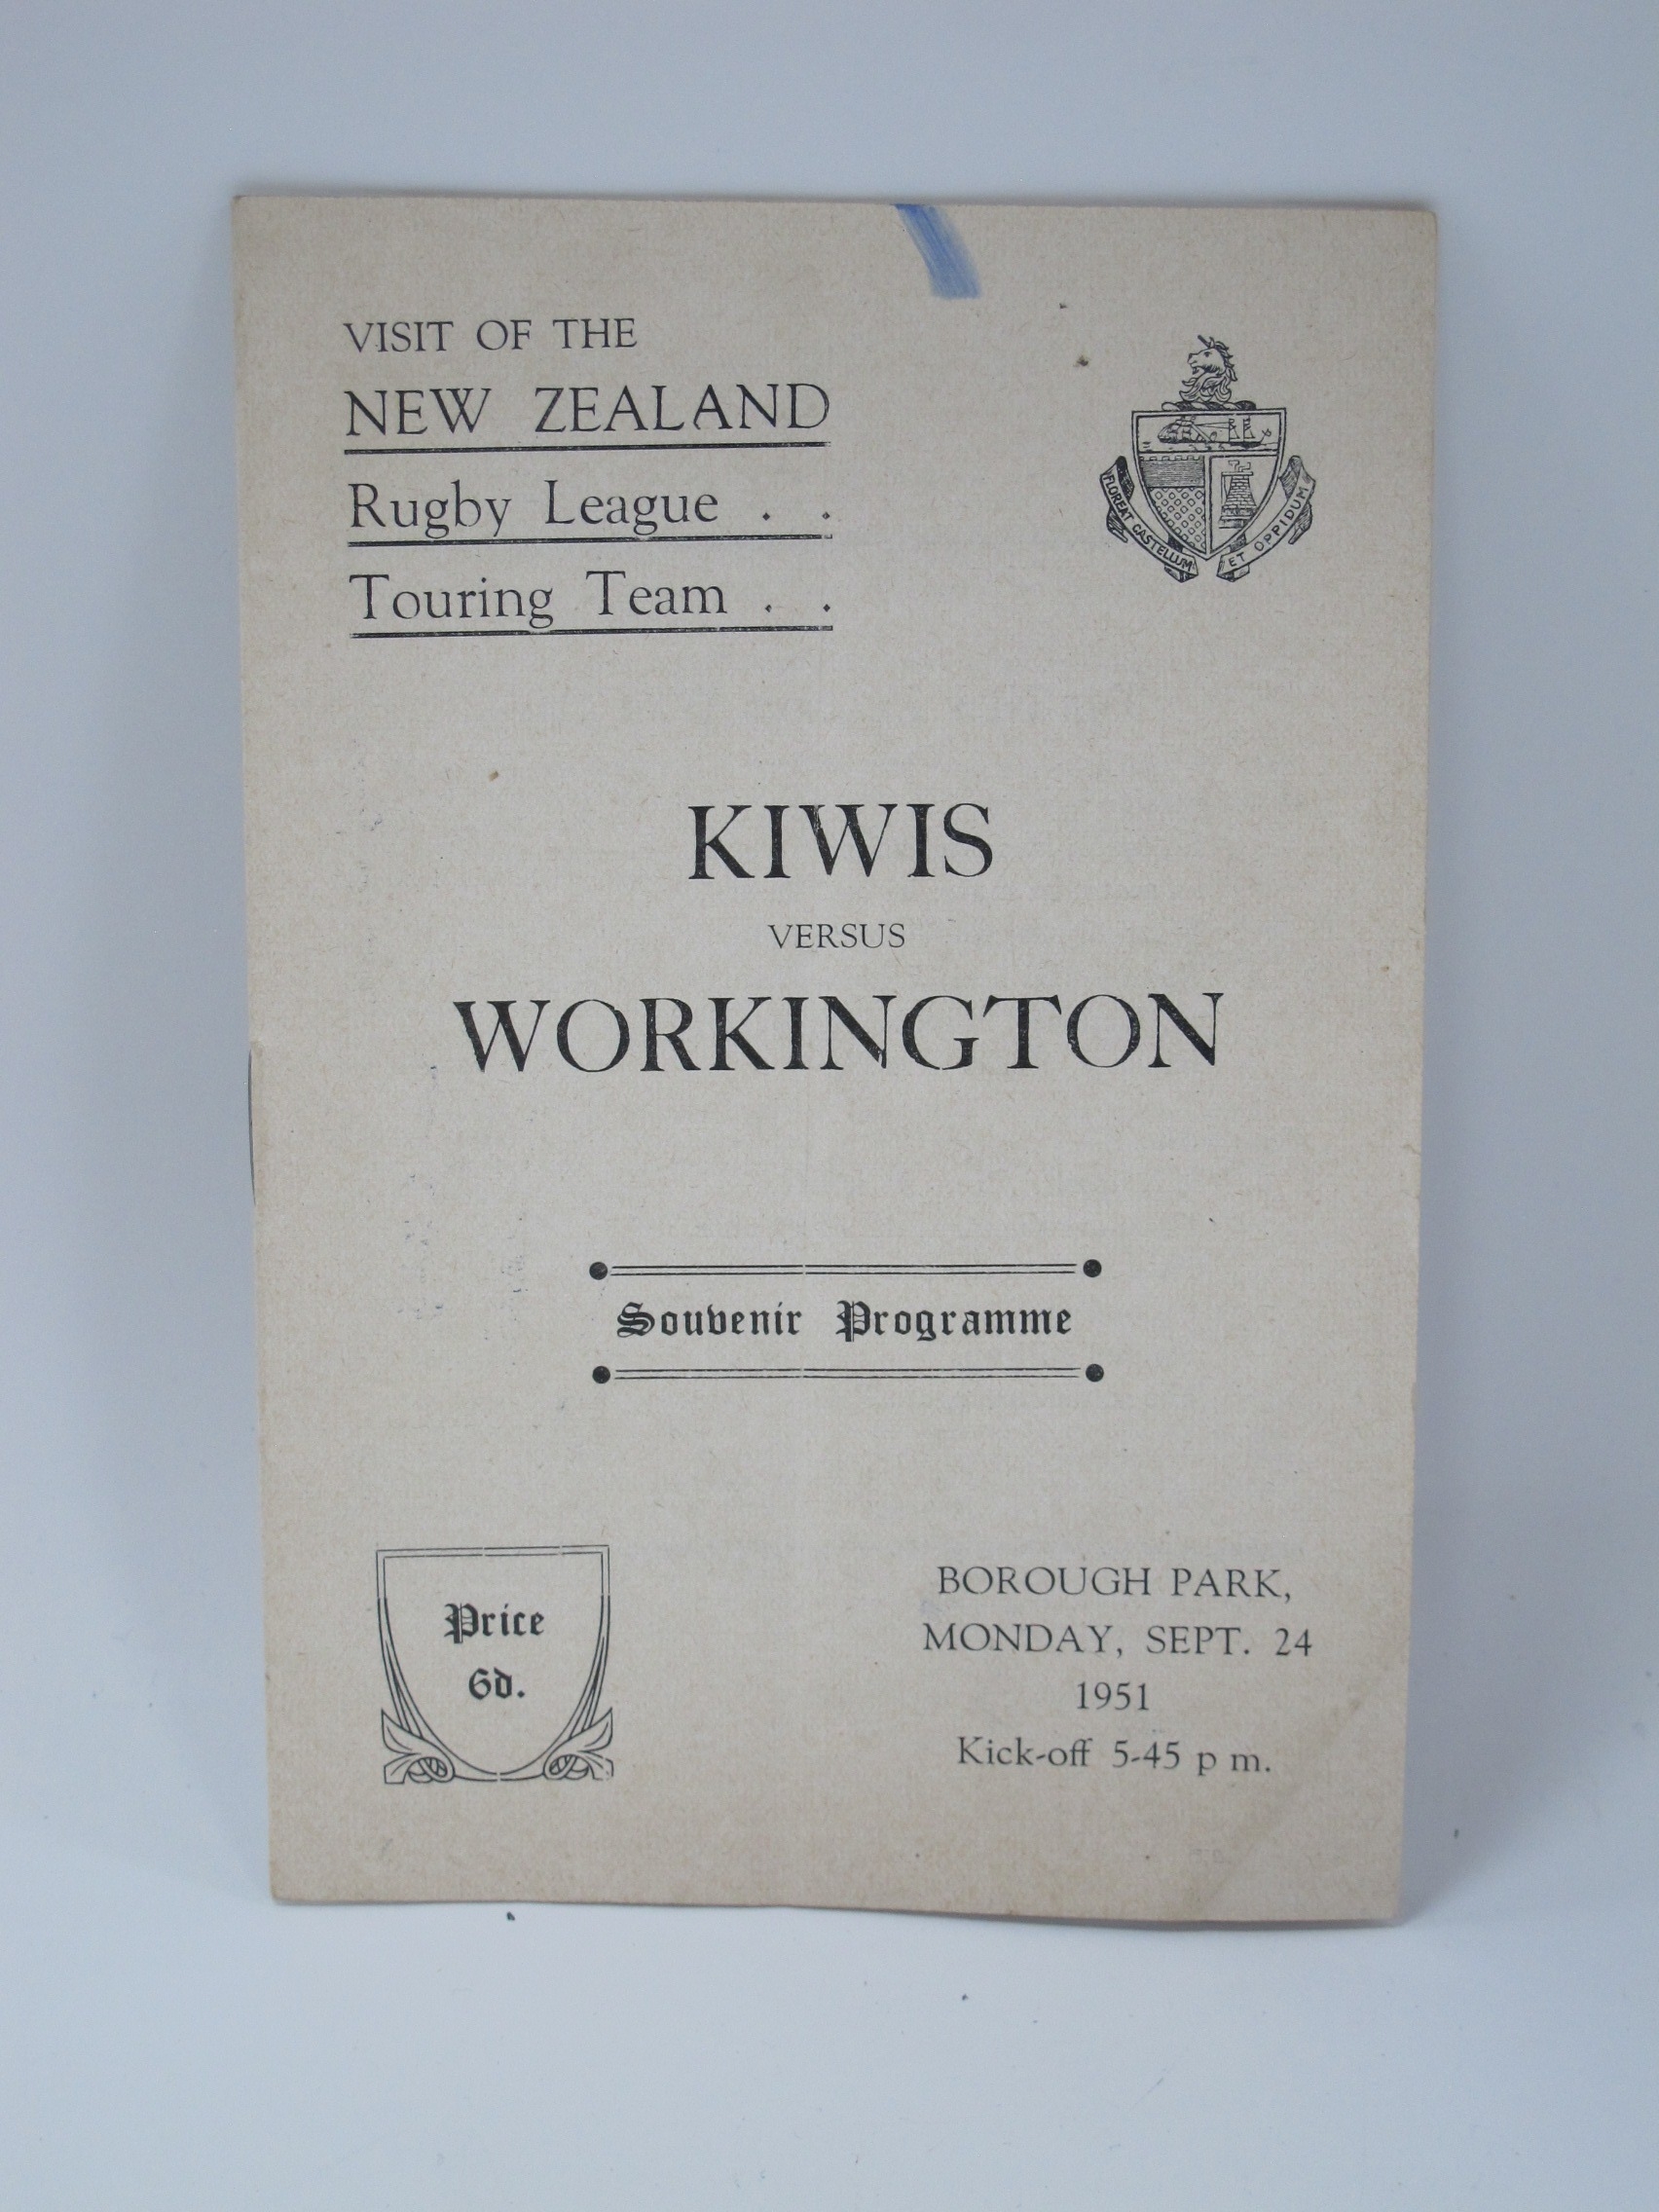 VISIT OF THE
NEW ZEALAND
Rugby League . .
Touring Team . .
FLOREAT CASTELLUM
ET OPPIDUM
KIWIS
VERSUS
WORKINGTON
Souvenir Programme
Price
6d.
BOROUGH PARK,
MONDAY, SEPT. 24
1951
Kick-off 5-45 p m.